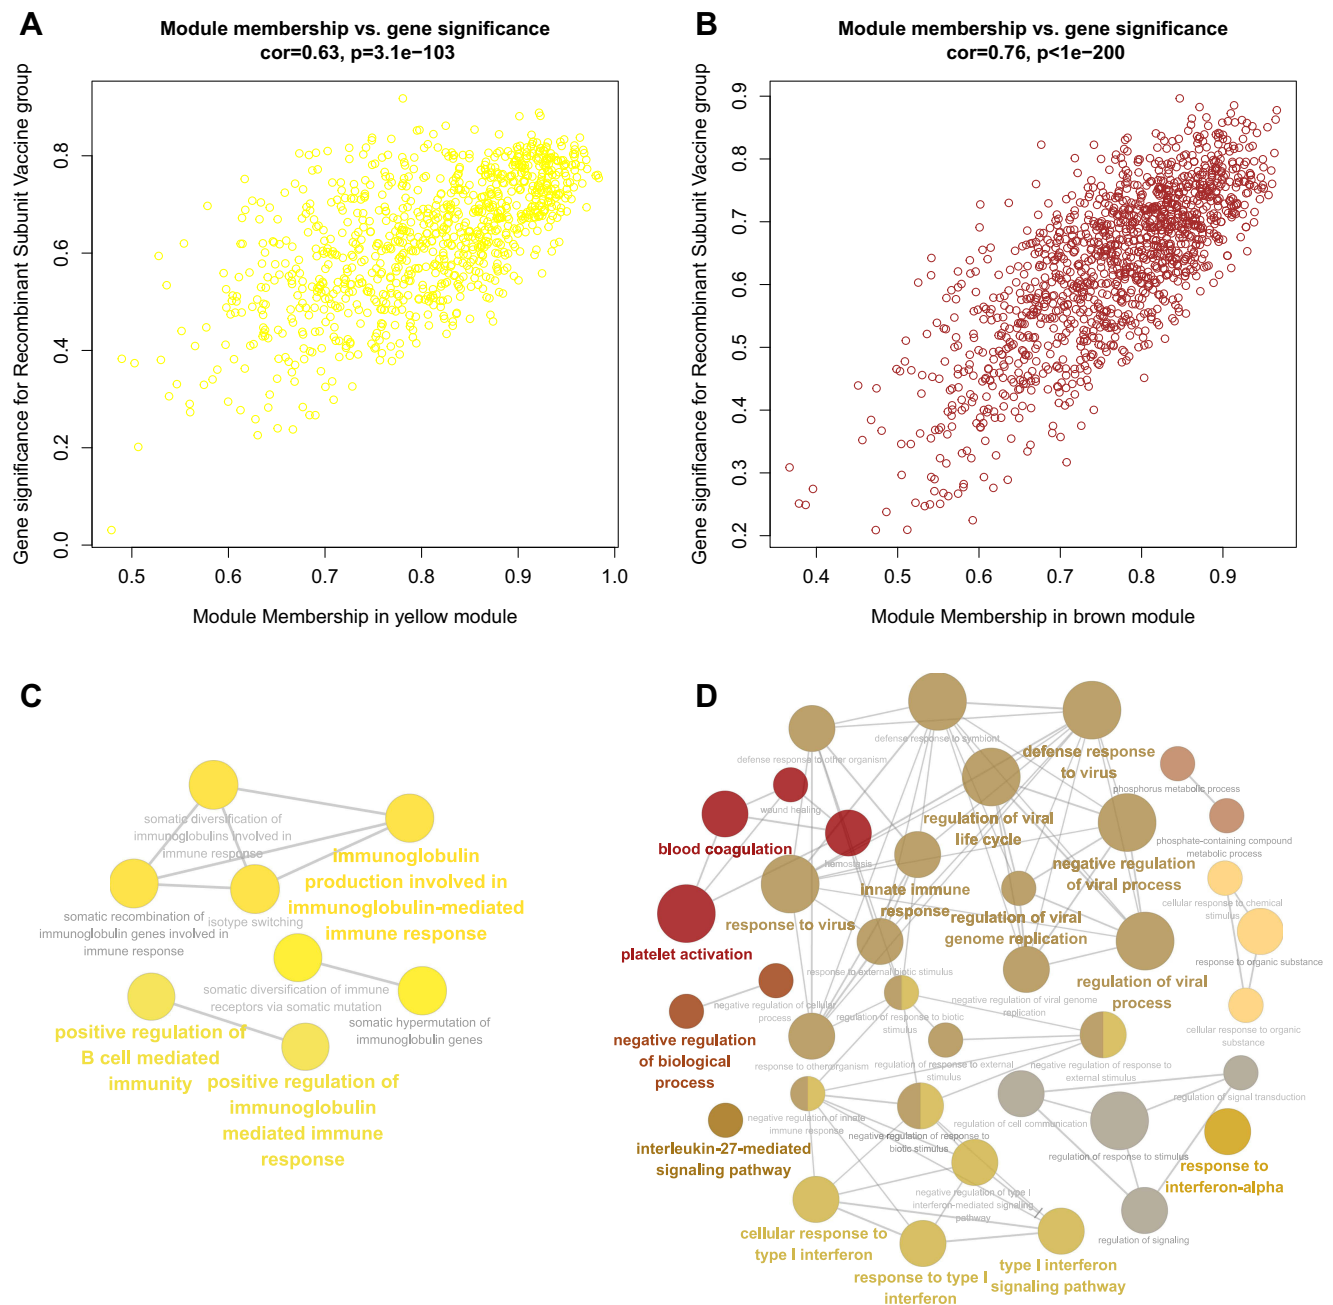 A
Module membership vs. gene significance
cor=0.63, p=3.1e−103
Gene significance for Recombinant Subunit Vaccine group
0.0
0.2
0.4
0.6
0.8
0.5
0.6
0.7
0.8
0.9
1.0
Module Membership in yellow module
B
Module membership vs. gene significance
cor=0.76, p<1e−200
Gene significance for Recombinant Subunit Vaccine group
0.2
0.3
0.4
0.5
0.6
0.7
0.8
0.9
0.4
0.5
0.6
0.7
0.8
0.9
Module Membership in brown module
C
somatic diversification of
immunoglobulins involved in
immune response
immunoglobulin
production involved in
immunoglobulin-mediated
immune response
somatic recombination of
immunoglobulin genes involved in
immune response
isotype switching
somatic diversification of immune
receptors via somatic mutation
somatic hypermutation of
immunoglobulin genes
positive regulation of
B cell mediated
immunity
positive regulation of
immunoglobulin
mediated immune
response
D
defense response to symbiont
defense response to other organism
defense response
to virus
phosphorus metabolic process
wound healing
regulation of viral
life cycle
blood coagulation
hemostasis
phosphate-containing compound
metabolic process
negative regulation
of viral process
innate immune
response
cellular response to chemical
stimulus
response to virus
regulation of viral
genome replication
platelet activation
response to organic substance
response to external biotic stimulus
regulation of viral
process
negative regulation of cellular
process
negative regulation of viral genome
replication
regulation of response to biotic
stimulus
cellular response to organic
substance
negative regulation
of biological
process
response to other organism
regulation of response to external
stimulus
negative regulation of response to
external stimulus
regulation of signal transduction
negative regulation of innate
immune response
regulation of cell communication
negative regulation of response to
biotic stimulus
interleukin-27-mediated
signaling pathway
regulation of response to stimulus
response to
interferon-alpha
negative regulation of type I
interferon-mediated signaling
pathway
cellular response to
type I interferon
regulation of signaling
response to type I
interferon
type I interferon
signaling pathway